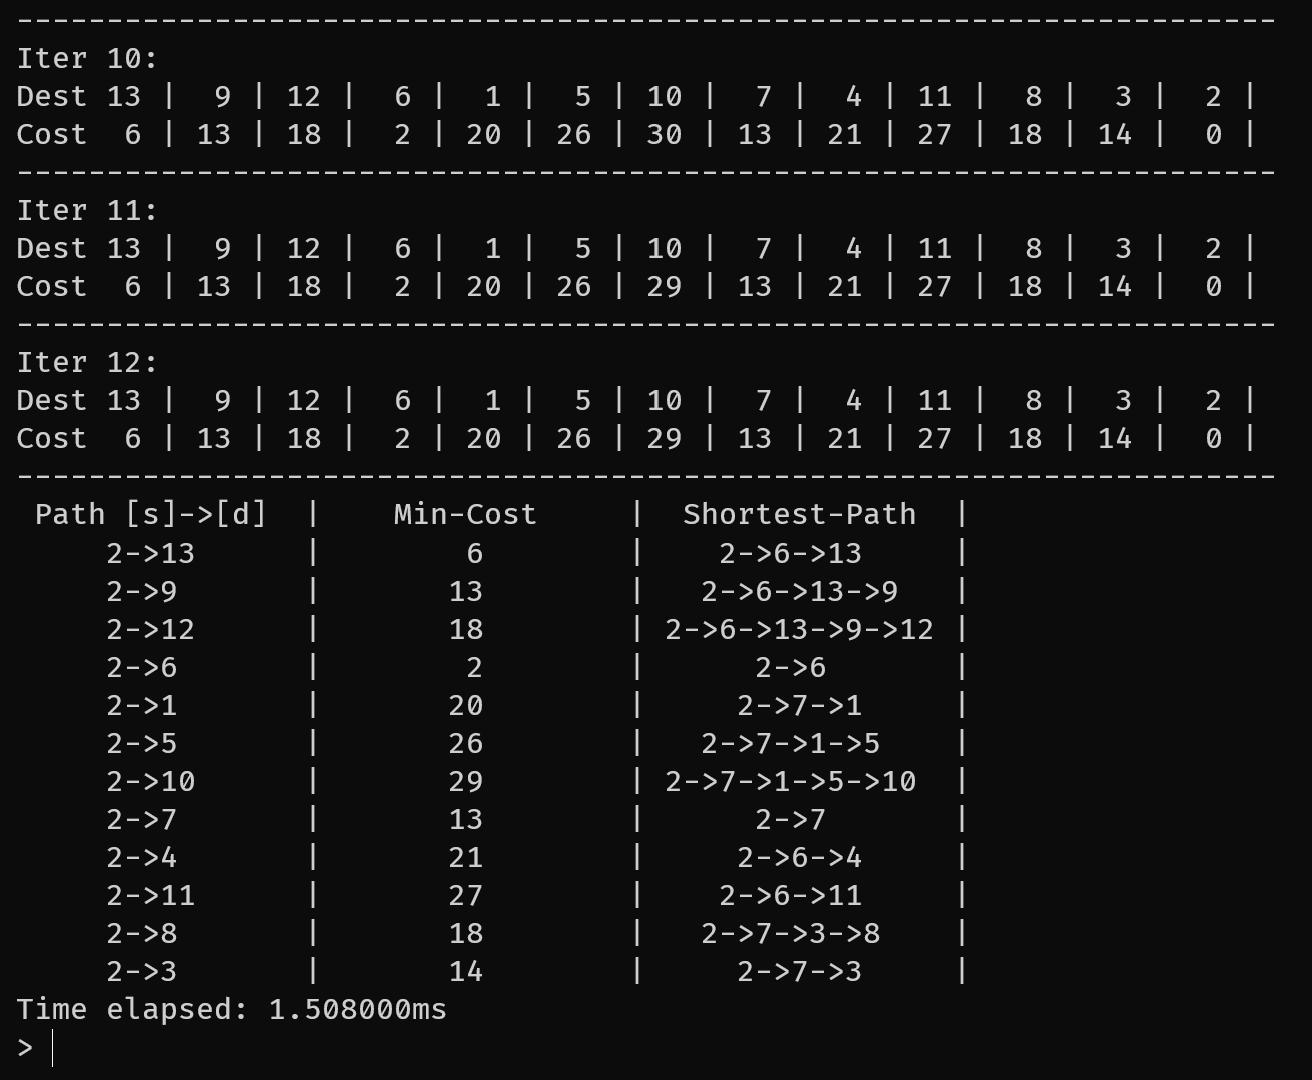 ----------------------------------------------------------------------
Iter 10:
Dest 13 |  9 | 12 |  6 |  1 |  5 | 10 |  7 |  4 | 11 |  8 |  3 |  2 |
Cost  6 | 13 | 18 |  2 | 20 | 26 | 30 | 13 | 21 | 27 | 18 | 14 |  0 |
----------------------------------------------------------------------
Iter 11:
Dest 13 |  9 | 12 |  6 |  1 |  5 | 10 |  7 |  4 | 11 |  8 |  3 |  2 |
Cost  6 | 13 | 18 |  2 | 20 | 26 | 29 | 13 | 21 | 27 | 18 | 14 |  0 |
----------------------------------------------------------------------
Iter 12:
Dest 13 |  9 | 12 |  6 |  1 |  5 | 10 |  7 |  4 | 11 |  8 |  3 |  2 |
Cost  6 | 13 | 18 |  2 | 20 | 26 | 29 | 13 | 21 | 27 | 18 | 14 |  0 |
----------------------------------------------------------------------
 Path [s]->[d]  |    Min-Cost     |  Shortest-Path  |
     2->13      |        6        |    2->6->13     |
     2->9       |       13        |   2->6->13->9   |
     2->12      |       18        | 2->6->13->9->12 |
     2->6       |        2        |      2->6       |
     2->1       |       20        |     2->7->1     |
     2->5       |       26        |   2->7->1->5    |
     2->10      |       29        | 2->7->1->5->10  |
     2->7       |       13        |      2->7       |
     2->4       |       21        |     2->6->4     |
     2->11      |       27        |    2->6->11     |
     2->8       |       18        |   2->7->3->8    |
     2->3       |       14        |     2->7->3     |
Time elapsed: 1.508000ms
>